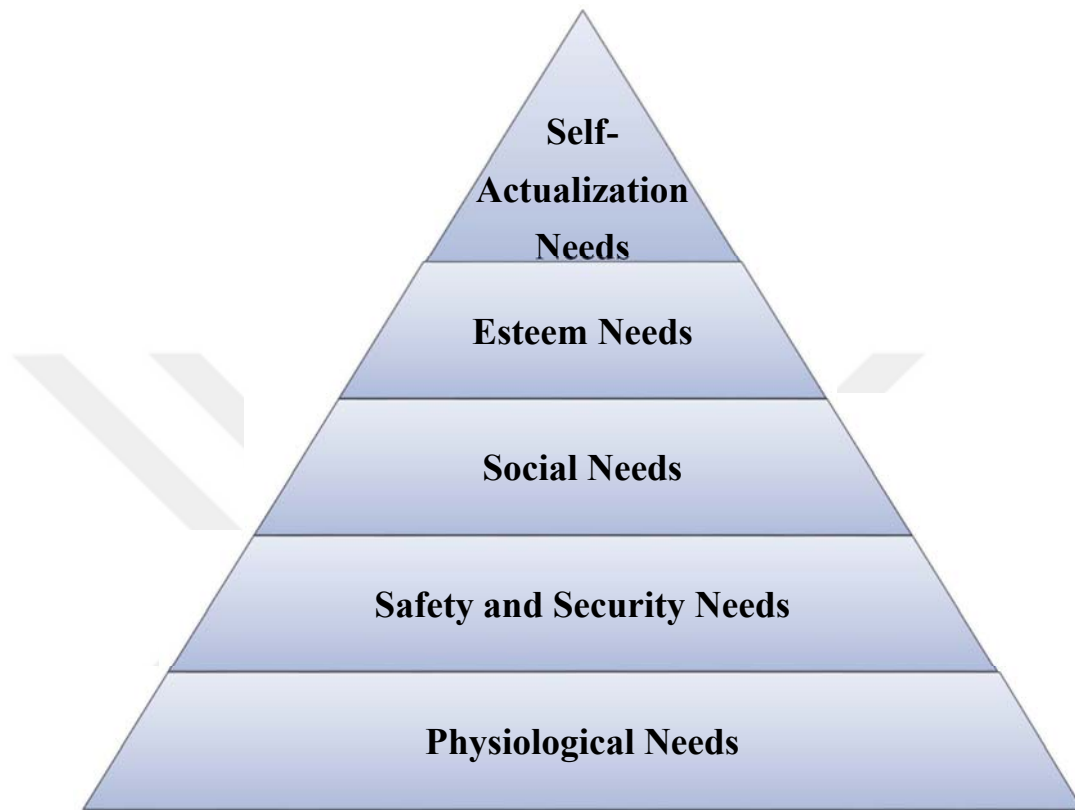 Self-
Actualization
Needs
Esteem Needs
Social Needs
Safety and Security Needs
Physiological Needs